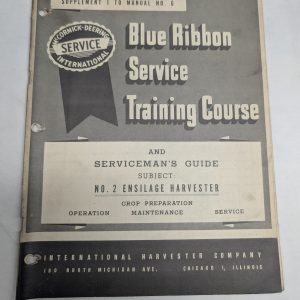 SUPPLEMENT 1 TO MANUAL NO. 6
McCORMICK-DEERING
SERVICE
INTERNATIONAL
Blue Ribbon
Service
Training Course
AND
SERVICEMAN'S GUIDE
SUBJECT:
NO. 2 ENSILAGE HARVESTER
CROP PREPARATION
OPERATION MAINTENANCE SERVICE
INTERNATIONAL HARVESTER COMPANY
180 NORTH MICHIGAN AVE. CHICAGO 1, ILLINOIS